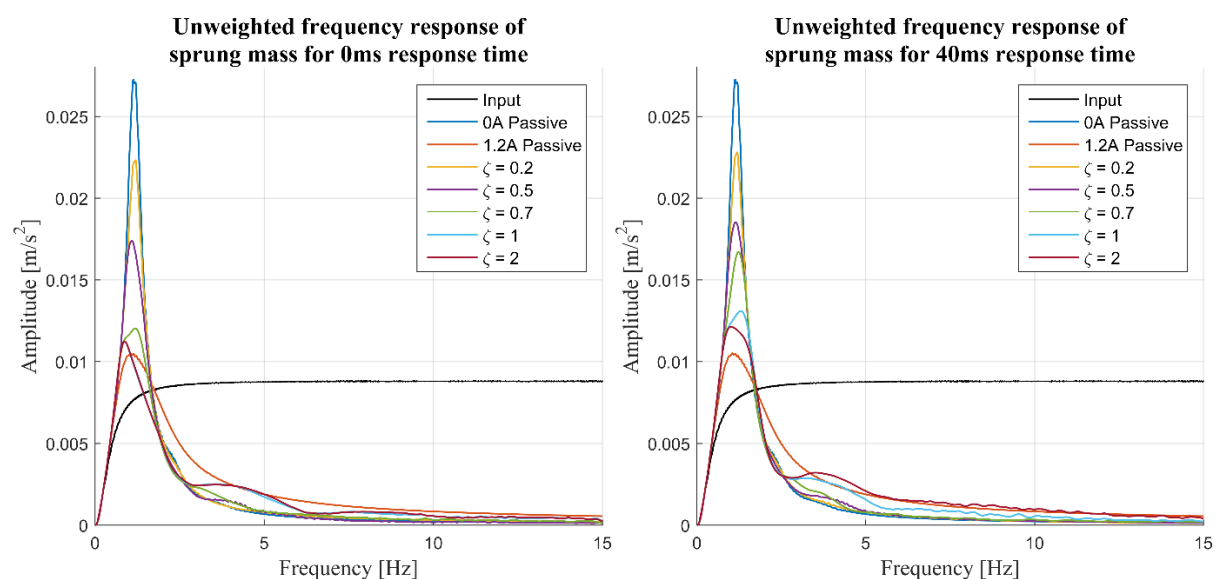 Unweighted frequency response of
sprung mass for 0ms response time
Amplitude [m/s²]
0.025
0.02
0.015
0.01
0.005
0
Input
0A Passive
1.2A Passive
ζ = 0.2
ζ = 0.5
ζ = 0.7
ζ = 1
ζ = 2
0 5 10 15
Frequency [Hz]
Unweighted frequency response of
sprung mass for 40ms response time
Amplitude [m/s²]
0.025
0.02
0.015
0.01
0.005
0
Input
0A Passive
1.2A Passive
ζ = 0.2
ζ = 0.5
ζ = 0.7
ζ = 1
ζ = 2
0 5 10 15
Frequency [Hz]